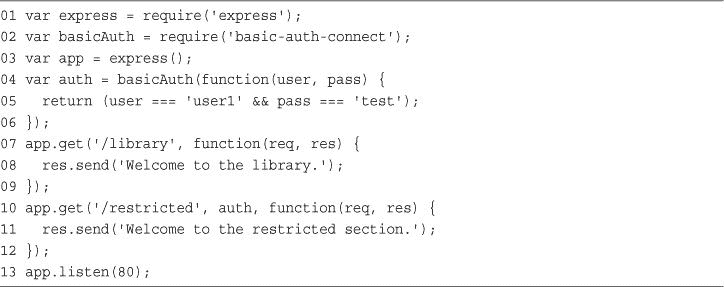 01 var express = require('express');
02 var basicAuth = require('basic-auth-connect');
03 var app = express();
04 var auth = basicAuth(function(user, pass) {
05   return (user === 'user1' && pass === 'test');
06 });
07 app.get('/library', function(req, res) {
08   res.send('Welcome to the library.');
09 });
10 app.get('/restricted', auth, function(req, res) {
11   res.send('Welcome to the restricted section.');
12 });
13 app.listen(80);